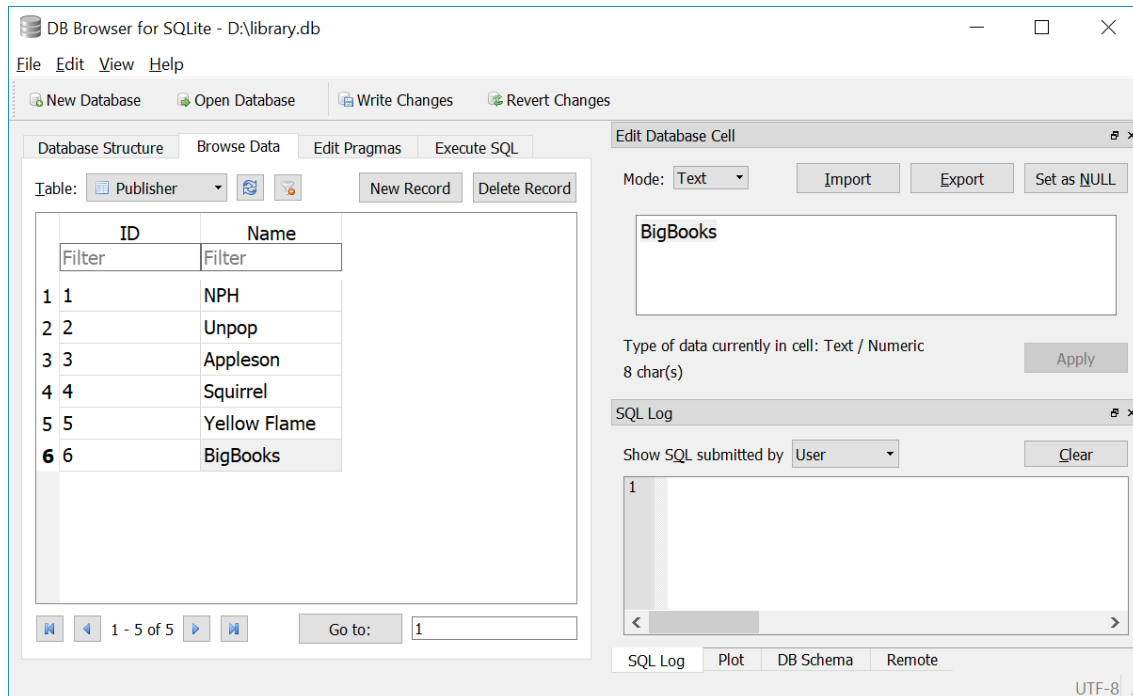 DB Browser for SQLite - D:\library.db
File Edit View Help
New Database Open Database Write Changes Revert Changes
Database Structure Browse Data Edit Pragmas Execute SQL
Table: Publisher New Record Delete Record
ID Name
Filter Filter
1 1 NPH
2 2 Unpop
3 3 Appleson
4 4 Squirrel
5 5 Yellow Flame
6 6 BigBooks
1 - 5 of 5 Go to: 1
Edit Database Cell
Mode: Text Import Export Set as NULL
BigBooks
Type of data currently in cell: Text / Numeric
8 char(s)
Apply
SQL Log
Show SQL submitted by User Clear
1
SQL Log Plot DB Schema Remote
UTF-8